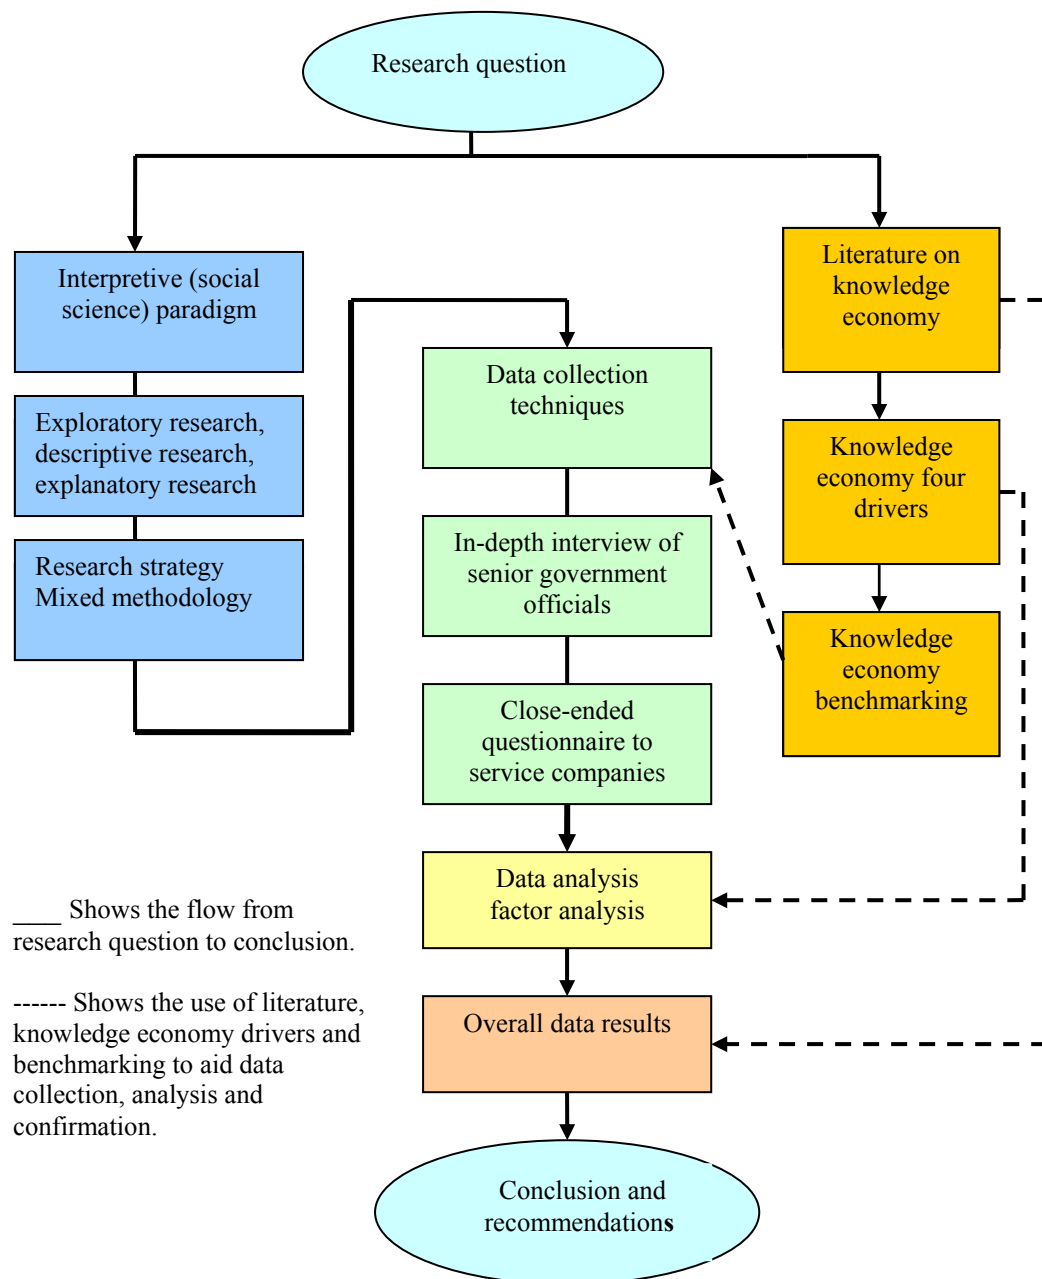 Research question
Interpretive (social
science) paradigm
Literature on
knowledge
economy
Data collection
techniques
Exploratory research,
descriptive research,
explanatory research
Knowledge
economy four
drivers
In-depth interview of
senior government
officials
Research strategy
Mixed methodology
Knowledge
economy
benchmarking
Close-ended
questionnaire to
service companies
Data analysis
factor analysis
____ Shows the flow from
research question to conclusion.
------ Shows the use of literature,
knowledge economy drivers and
benchmarking to aid data
collection, analysis and
confirmation.
Overall data results
Conclusion and
recommendations